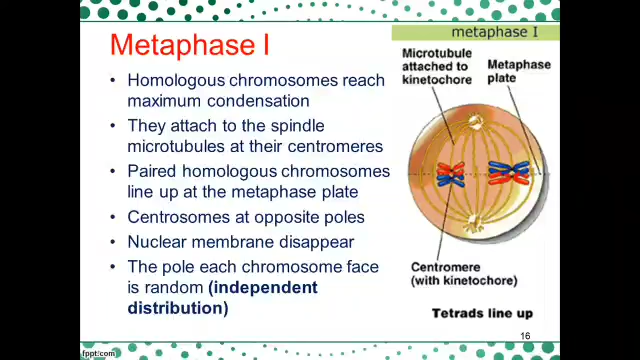 Metaphase I
• Homologous chromosomes reach
maximum condensation
• They attach to the spindle
microtubules at their centromeres
• Paired homologous chromosomes
line up at the metaphase plate
• Centrosomes at opposite poles
• Nuclear membrane disappear
• The pole each chromosome face
is random (independent
distribution)
metaphase I
Microtubule
attached to
kinetochore
Metaphase
plate
Centromere
(with kinetochore)
Tetrads line up
16
fppt.com